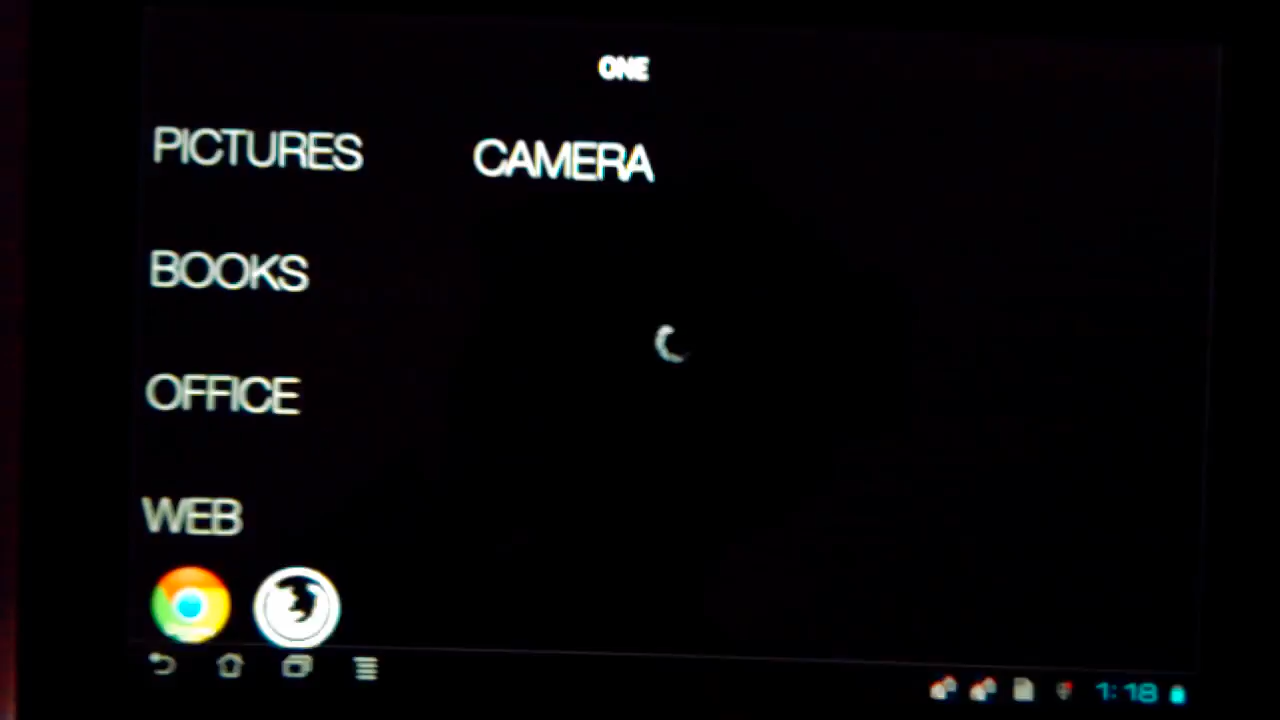 ONE
PICTURES
CAMERA
BOOKS
OFFICE
WEB
1:18